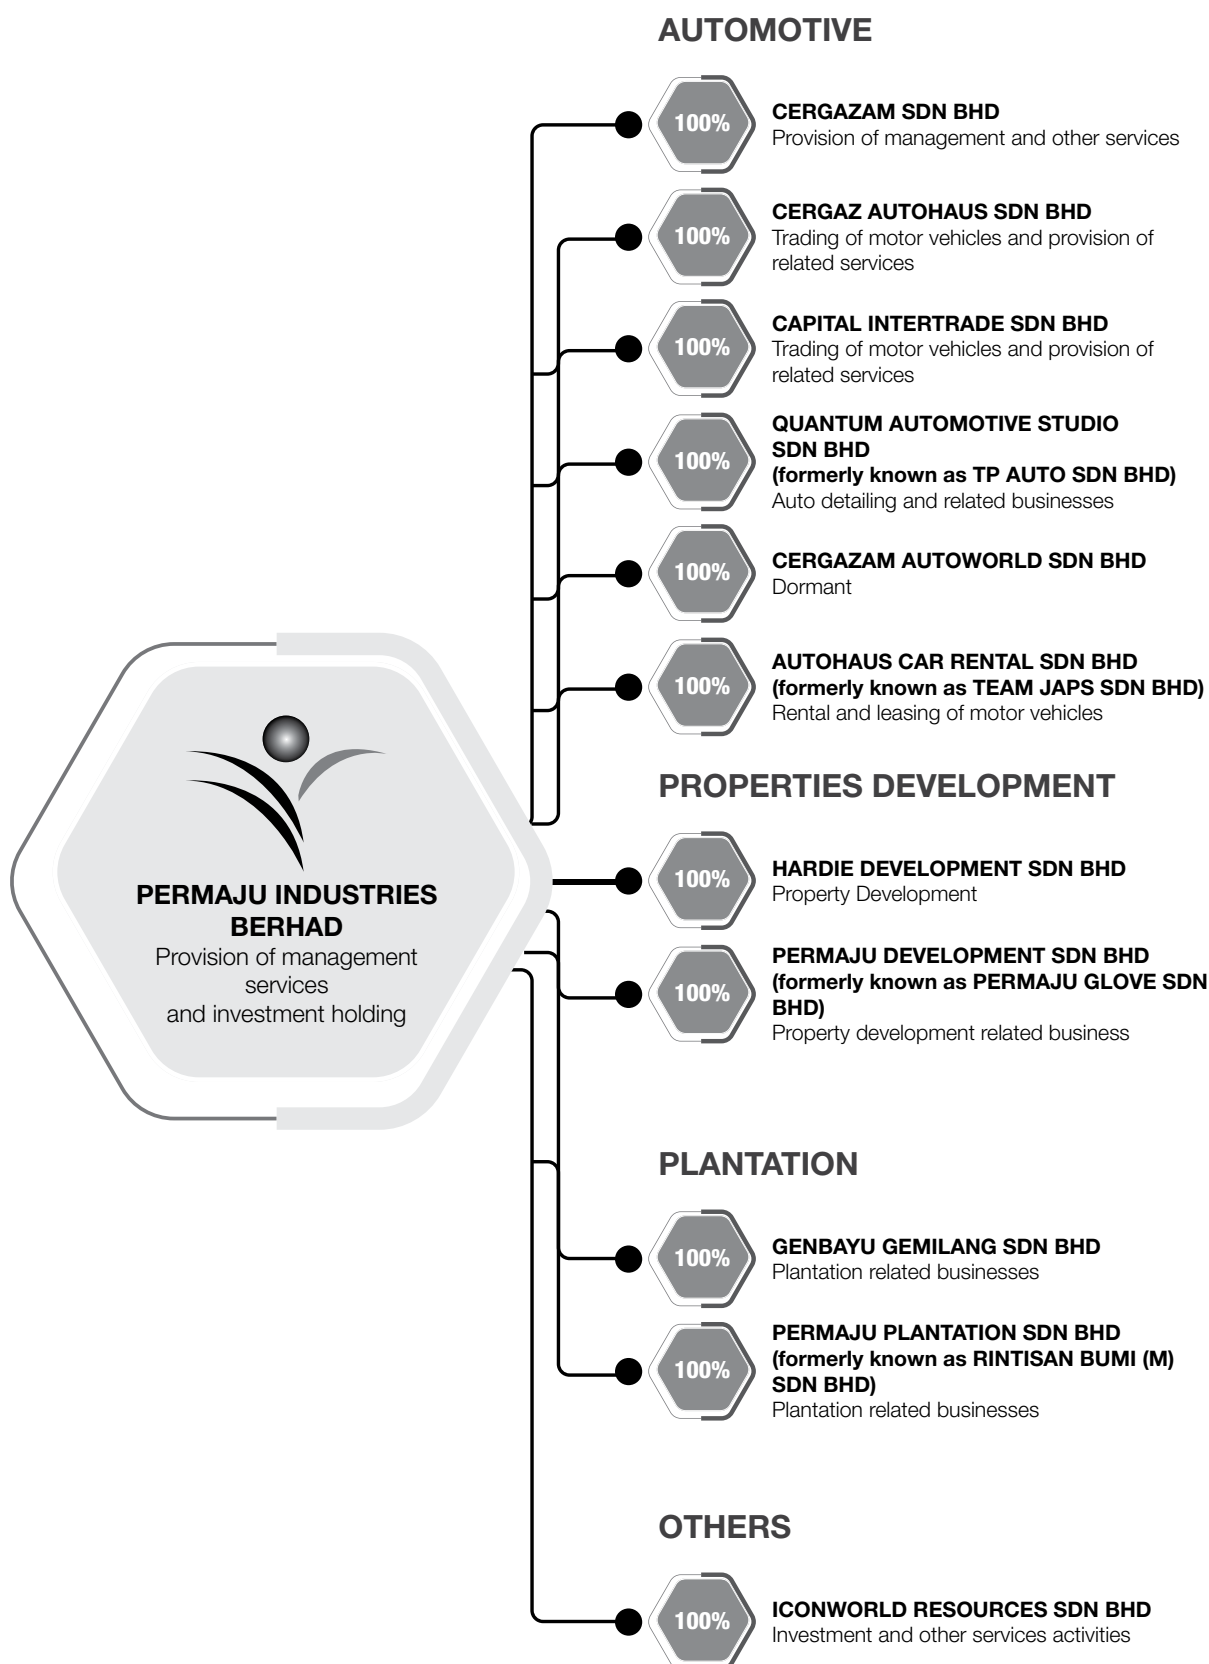 AUTOMOTIVE
100%
CERGAZAM SDN BHD
Provision of management and other services
100%
CERGAZ AUTOHAUS SDN BHD
Trading of motor vehicles and provision of
related services
100%
CAPITAL INTERTRADE SDN BHD
Trading of motor vehicles and provision of
related services
100%
QUANTUM AUTOMOTIVE STUDIO
SDN BHD
(formerly known as TP AUTO SDN BHD)
Auto detailing and related businesses
100%
CERGAZAM AUTOWORLD SDN BHD
Dormant
100%
AUTOHAUS CAR RENTAL SDN BHD
(formerly known as TEAM JAPS SDN BHD)
Rental and leasing of motor vehicles
PERMAJU INDUSTRIES
BERHAD
Provision of management
services
and investment holding
PROPERTIES DEVELOPMENT
100%
HARDIE DEVELOPMENT SDN BHD
Property Development
100%
PERMAJU DEVELOPMENT SDN BHD
(formerly known as PERMAJU GLOVE SDN
BHD)
Property development related business
PLANTATION
100%
GENBAYU GEMILANG SDN BHD
Plantation related businesses
100%
PERMAJU PLANTATION SDN BHD
(formerly known as RINTISAN BUMI (M)
SDN BHD)
Plantation related businesses
OTHERS
100%
ICONWORLD RESOURCES SDN BHD
Investment and other services activities